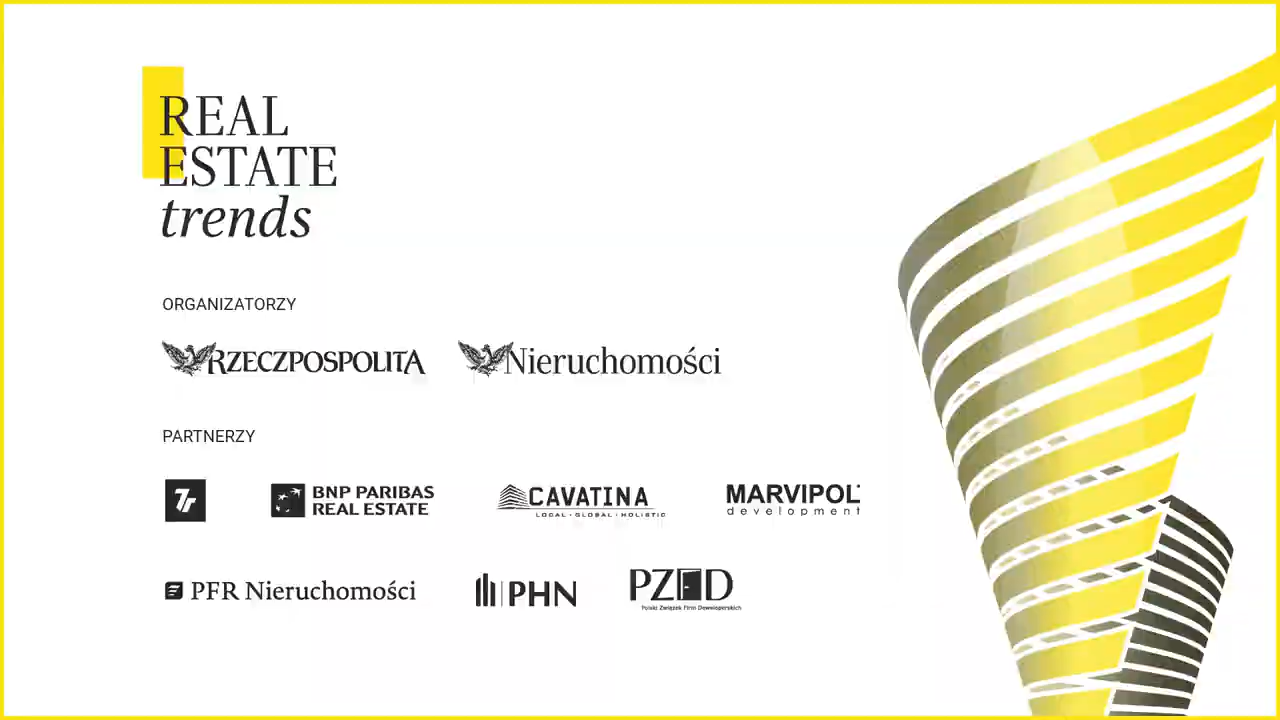 REAL
ESTATE
trends
ORGANIZATORZY
RZECZPOSPOLITA Nieruchomości
PARTNERZY
7R BNP PARIBAS
REAL ESTATE
CAVATINA
LOCAL · GLOBAL · HOLISTIC
MARVIPOL
development
PFR Nieruchomości PHN PZFD
Polski Związek Firm Deweloperskich